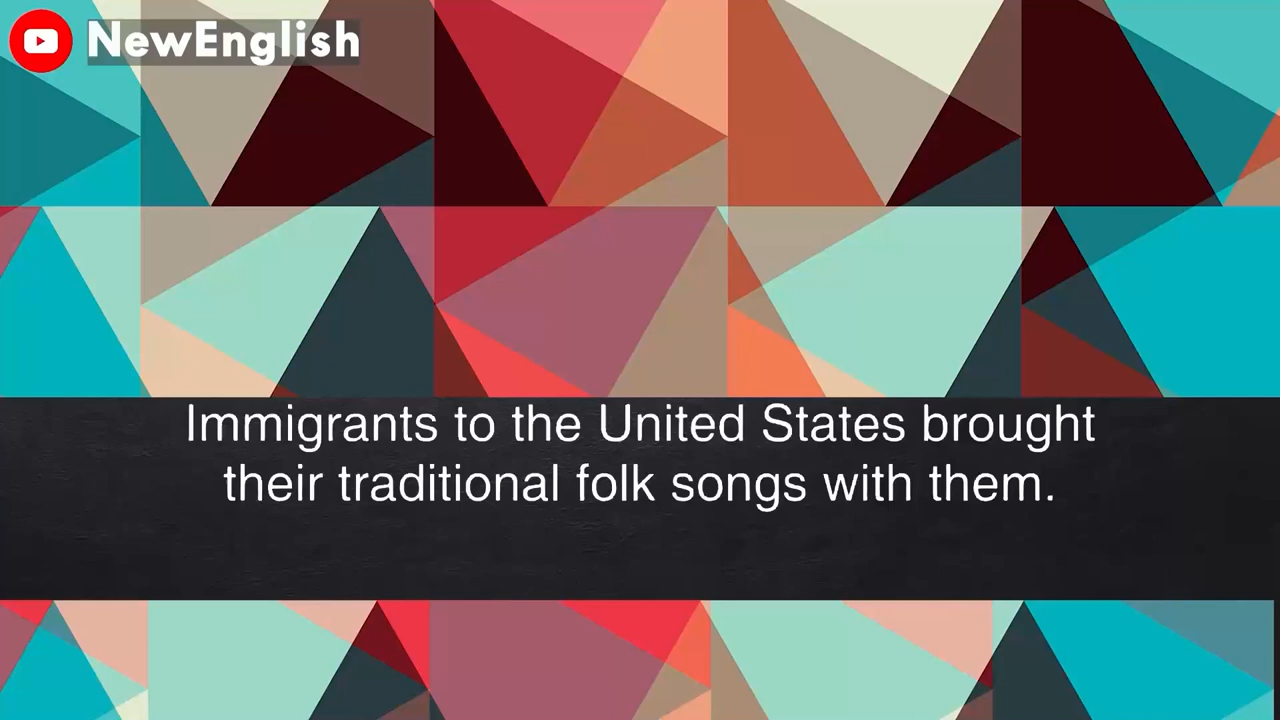 NewEnglish
Immigrants to the United States brought
their traditional folk songs with them.